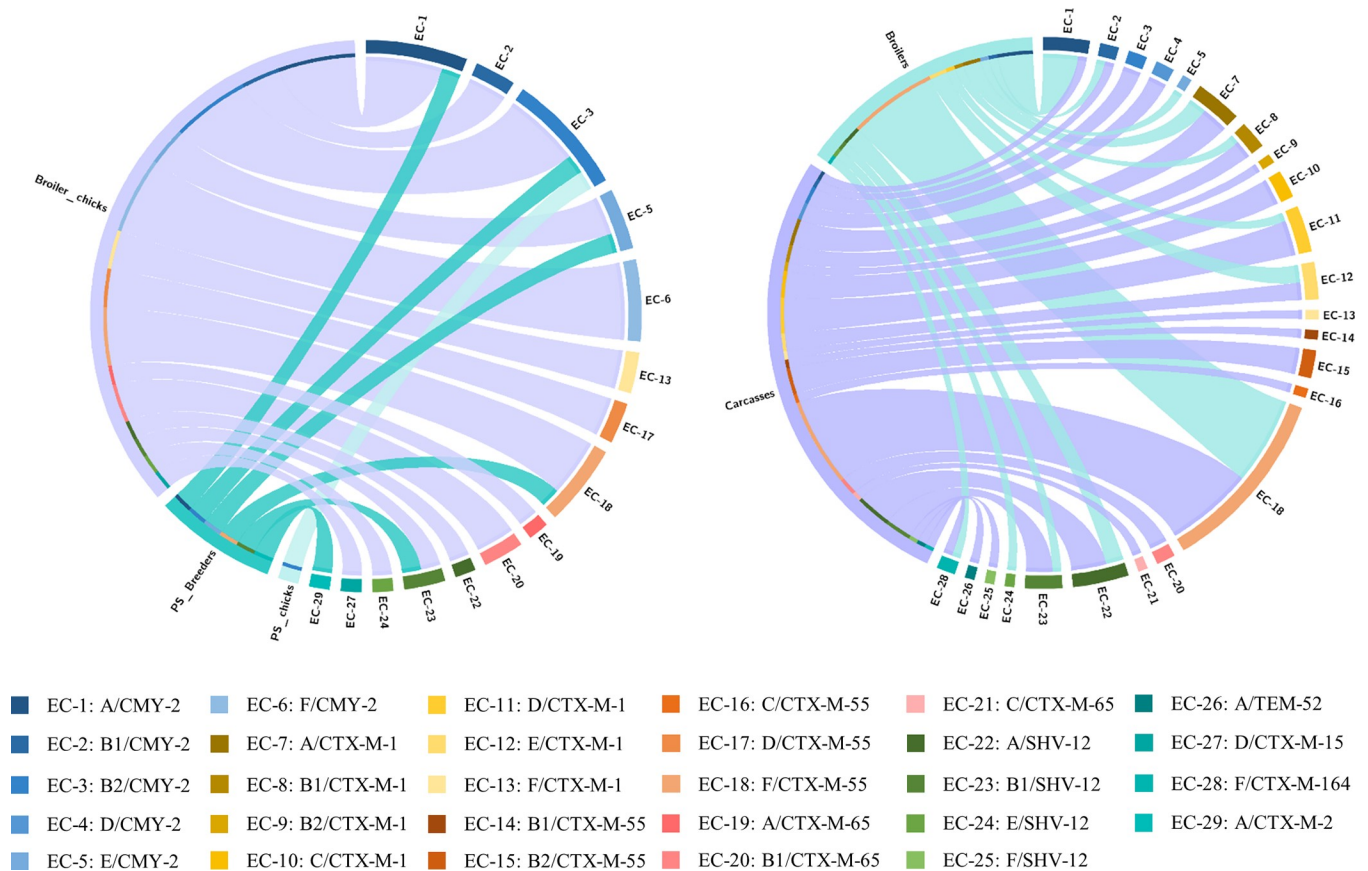 EC-1
EC-2
EC-3
EC-5
EC-6
EC-13
EC-17
EC-18
EC-19
EC-20
EC-22
EC-23
EC-24
EC-27
EC-29
PS_chicks
PS_Breeders
Broiler_chicks
Broilers
EC-1
EC-2
EC-3
EC-4
EC-5
EC-7
EC-8
EC-9
EC-10
EC-11
EC-12
EC-13
EC-14
EC-15
EC-16
EC-18
EC-20
EC-21
EC-22
EC-23
EC-24
EC-25
EC-26
EC-28
Carcasses
EC-1: A/CMY-2
EC-2: B1/CMY-2
EC-3: B2/CMY-2
EC-4: D/CMY-2
EC-5: E/CMY-2
EC-6: F/CMY-2
EC-7: A/CTX-M-1
EC-8: B1/CTX-M-1
EC-9: B2/CTX-M-1
EC-10: C/CTX-M-1
EC-11: D/CTX-M-1
EC-12: E/CTX-M-1
EC-13: F/CTX-M-1
EC-14: B1/CTX-M-55
EC-15: B2/CTX-M-55
EC-16: C/CTX-M-55
EC-17: D/CTX-M-55
EC-18: F/CTX-M-55
EC-19: A/CTX-M-65
EC-20: B1/CTX-M-65
EC-21: C/CTX-M-65
EC-22: A/SHV-12
EC-23: B1/SHV-12
EC-24: E/SHV-12
EC-25: F/SHV-12
EC-26: A/TEM-52
EC-27: D/CTX-M-15
EC-28: F/CTX-M-164
EC-29: A/CTX-M-2